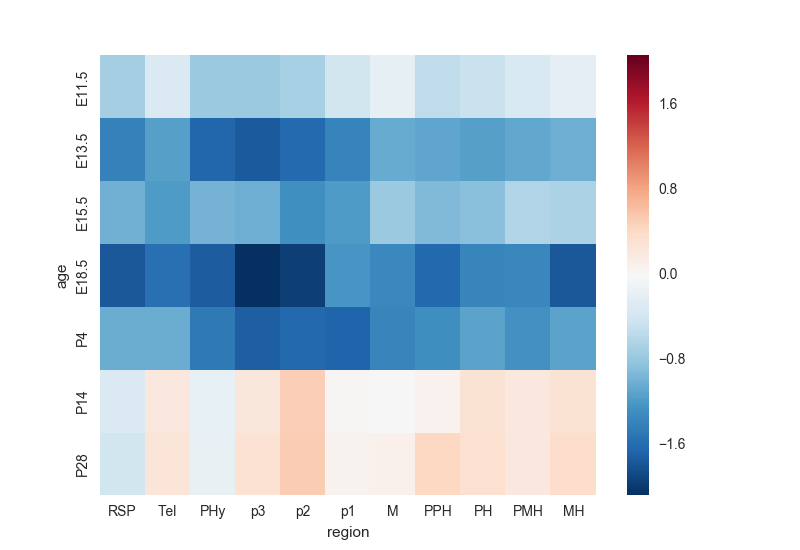 E11.5
E13.5
E15.5
E18.5
P4
P14
P28
age
RSP Tel PHy p3 p2 p1 M PPH PH PMH MH
region
1.6
0.8
0.0
−0.8
−1.6